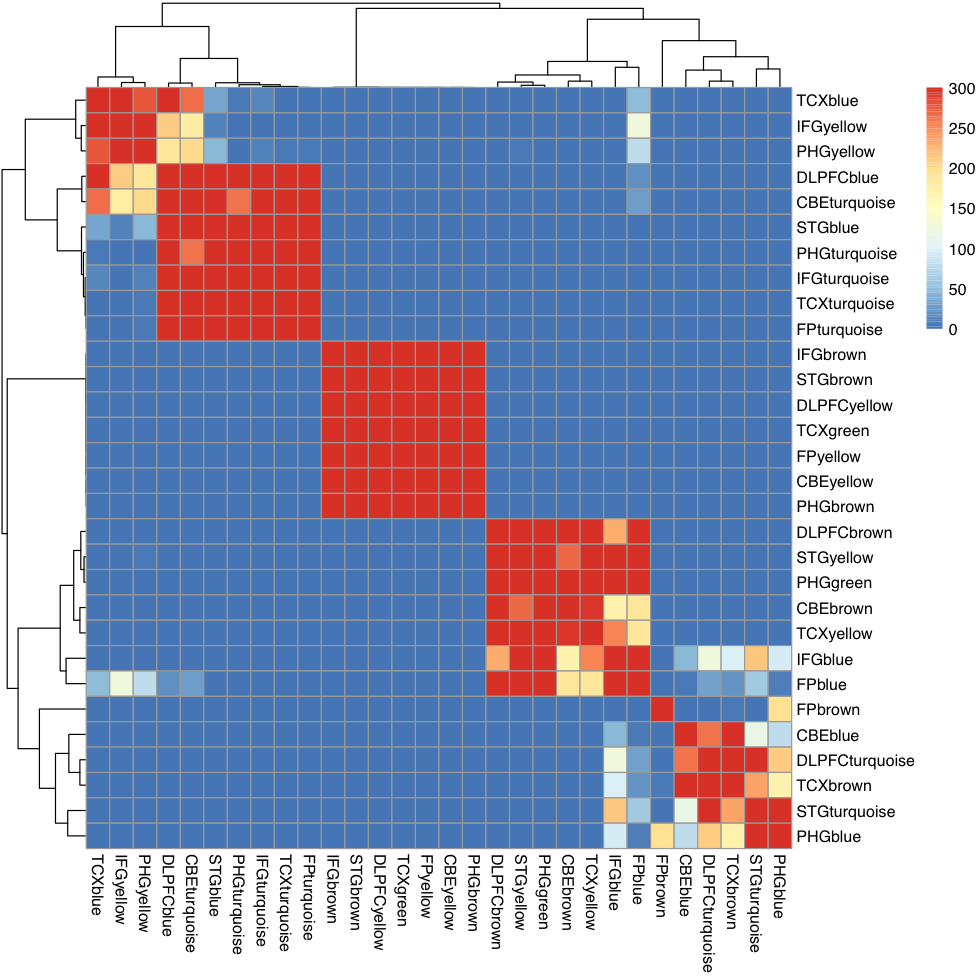 300
250
200
150
100
50
0
TCXblue
IFGyellow
PHGyellow
DLPFCblue
CBEturquoise
STGblue
PHGturquoise
IFGturquoise
TCXturquoise
FPturquoise
IFGbrown
STGbrown
DLPFCyellow
TCXgreen
FPyellow
CBEyellow
PHGbrown
DLPFCbrown
STGyellow
PHGgreen
CBEbrown
TCXyellow
IFGblue
FPblue
FPbrown
CBEblue
DLPFCturquoise
TCXbrown
STGturquoise
PHGblue
TCXblue
IFGyellow
PHGyellow
DLPFCblue
CBEturquoise
STGblue
PHGturquoise
IFGturquoise
TCXturquoise
FPturquoise
IFGbrown
STGbrown
DLPFCyellow
TCXgreen
FPyellow
CBEyellow
PHGbrown
DLPFCbrown
STGyellow
PHGgreen
CBEbrown
TCXyellow
IFGblue
FPblue
FPbrown
CBEblue
DLPFCturquoise
TCXbrown
STGturquoise
PHGblue